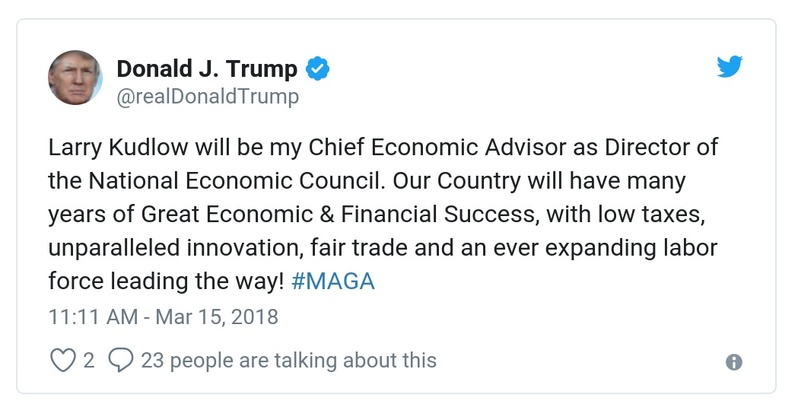 Donald J. Trump
@realDonaldTrump
Larry Kudlow will be my Chief Economic Advisor as Director of
the National Economic Council. Our Country will have many
years of Great Economic & Financial Success, with low taxes,
unparalleled innovation, fair trade and an ever expanding labor
force leading the way! #MAGA
11:11 AM - Mar 15, 2018
2 23 people are talking about this